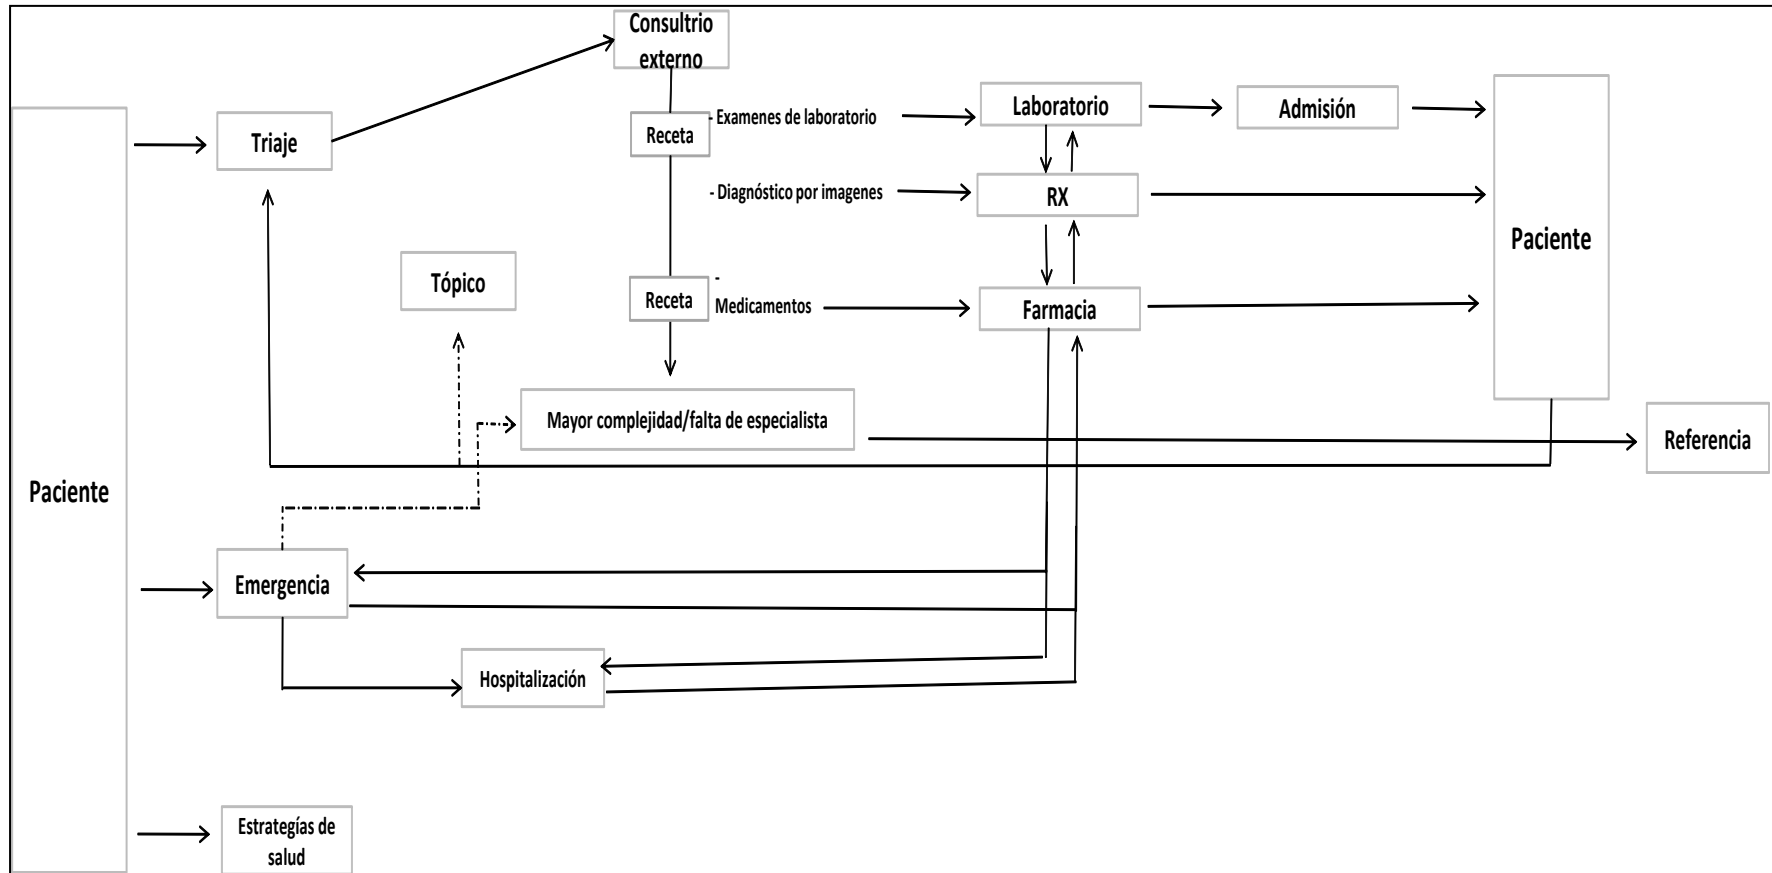 Consultrio
externo
Triaje
Receta
- Examenes de laboratorio
Laboratorio
Admisión
- Diagnóstico por imagenes
RX
Paciente
Tópico
Receta
-
Medicamentos
Farmacia
Mayor complejidad/falta de especialista
Referencia
Paciente
Emergencia
Hospitalización
Estrategías de
salud